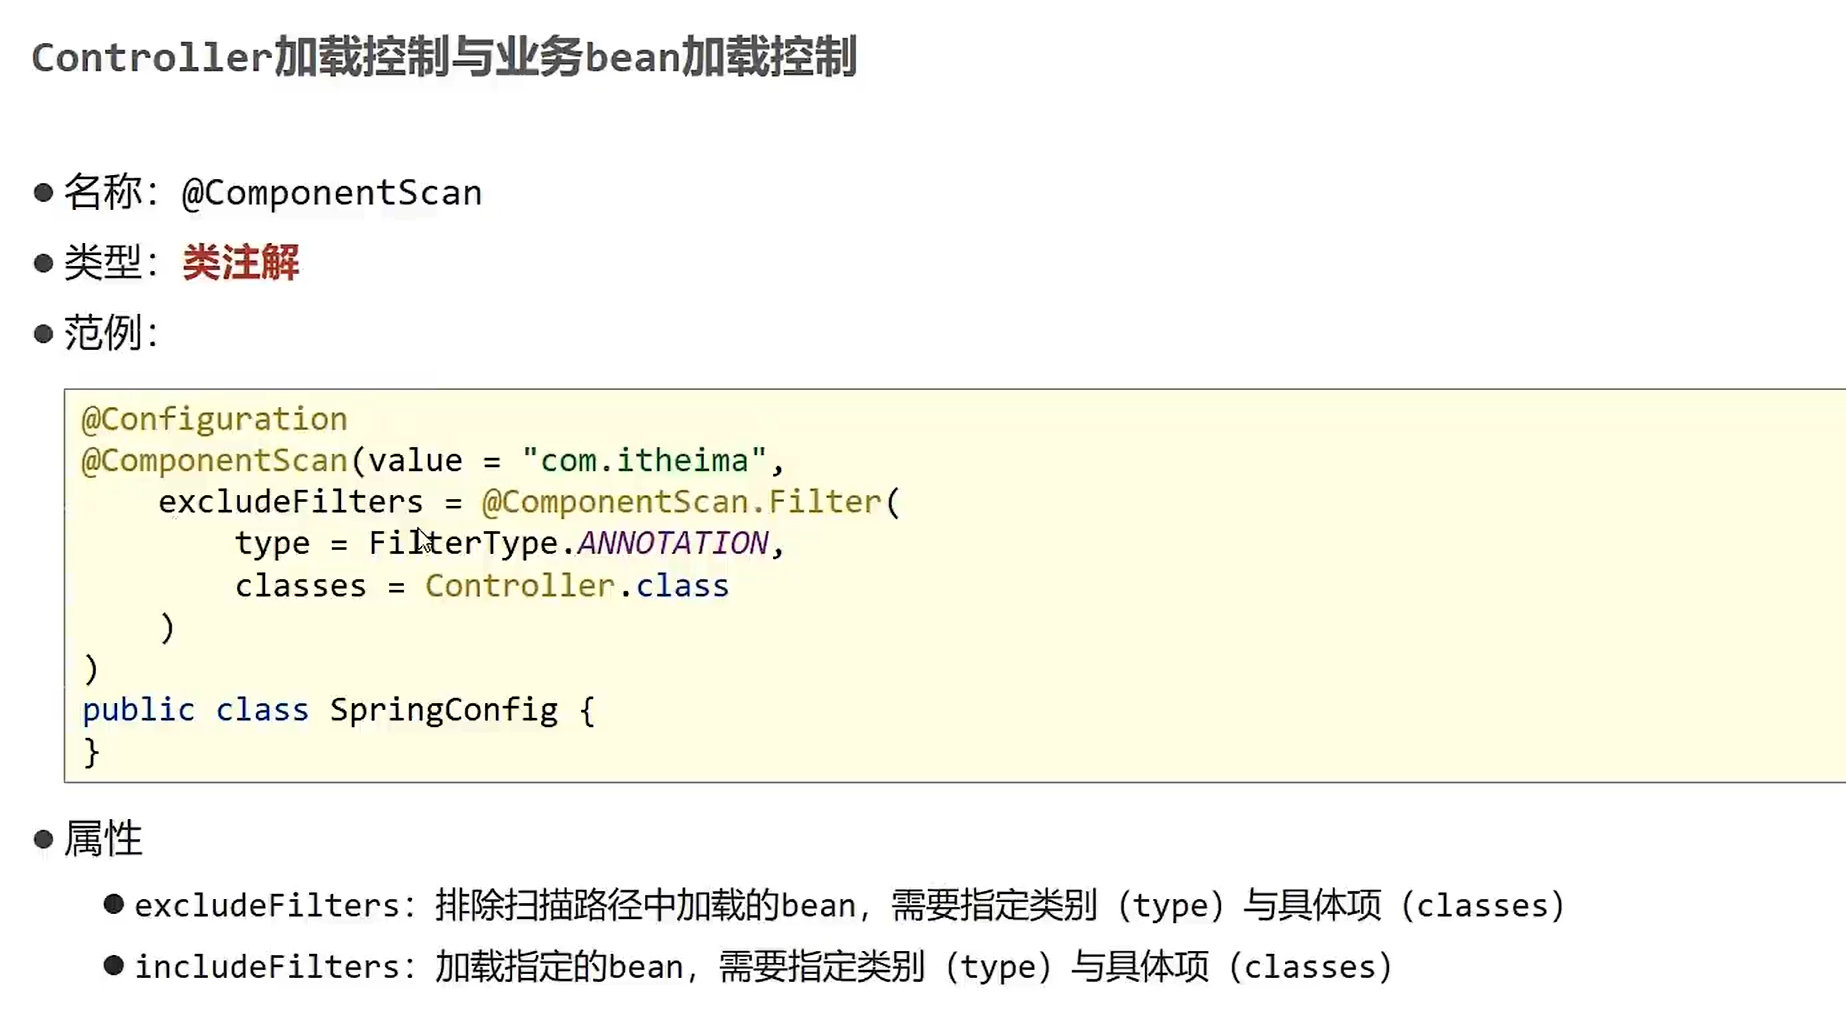 Controller加载控制与业务bean加载控制
● 名称：@ComponentScan
● 类型：类注解
● 范例：
@Configuration
@ComponentScan(value = "com.itheima",
    excludeFilters = @ComponentScan.Filter(
        type = FilterType.ANNOTATION,
        classes = Controller.class
    )
)
public class SpringConfig {
}
● 属性
● excludeFilters：排除扫描路径中加载的bean，需要指定类别（type）与具体项（classes）
● includeFilters：加载指定的bean，需要指定类别（type）与具体项（classes）